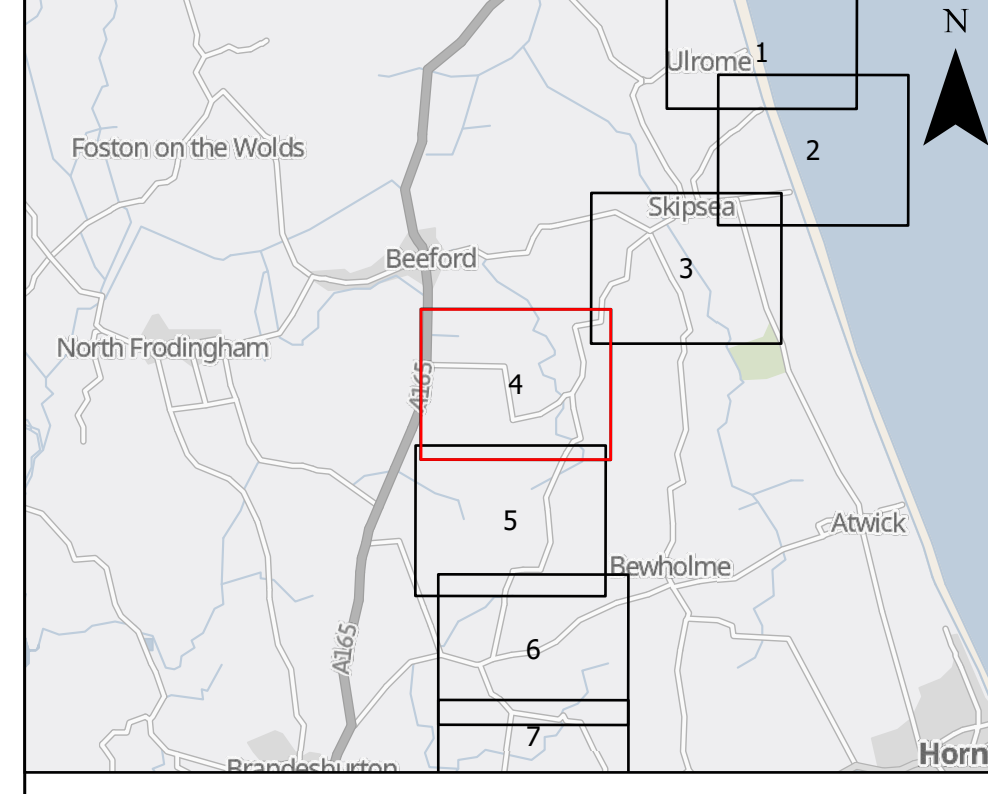 N
1
Ulrome
2
Foston on the Wolds
Skipsea
Beeford
3
North Frodingham
A165
4
5
Atwick
Bewholme
A165
6
7
Brandesburton
Horn